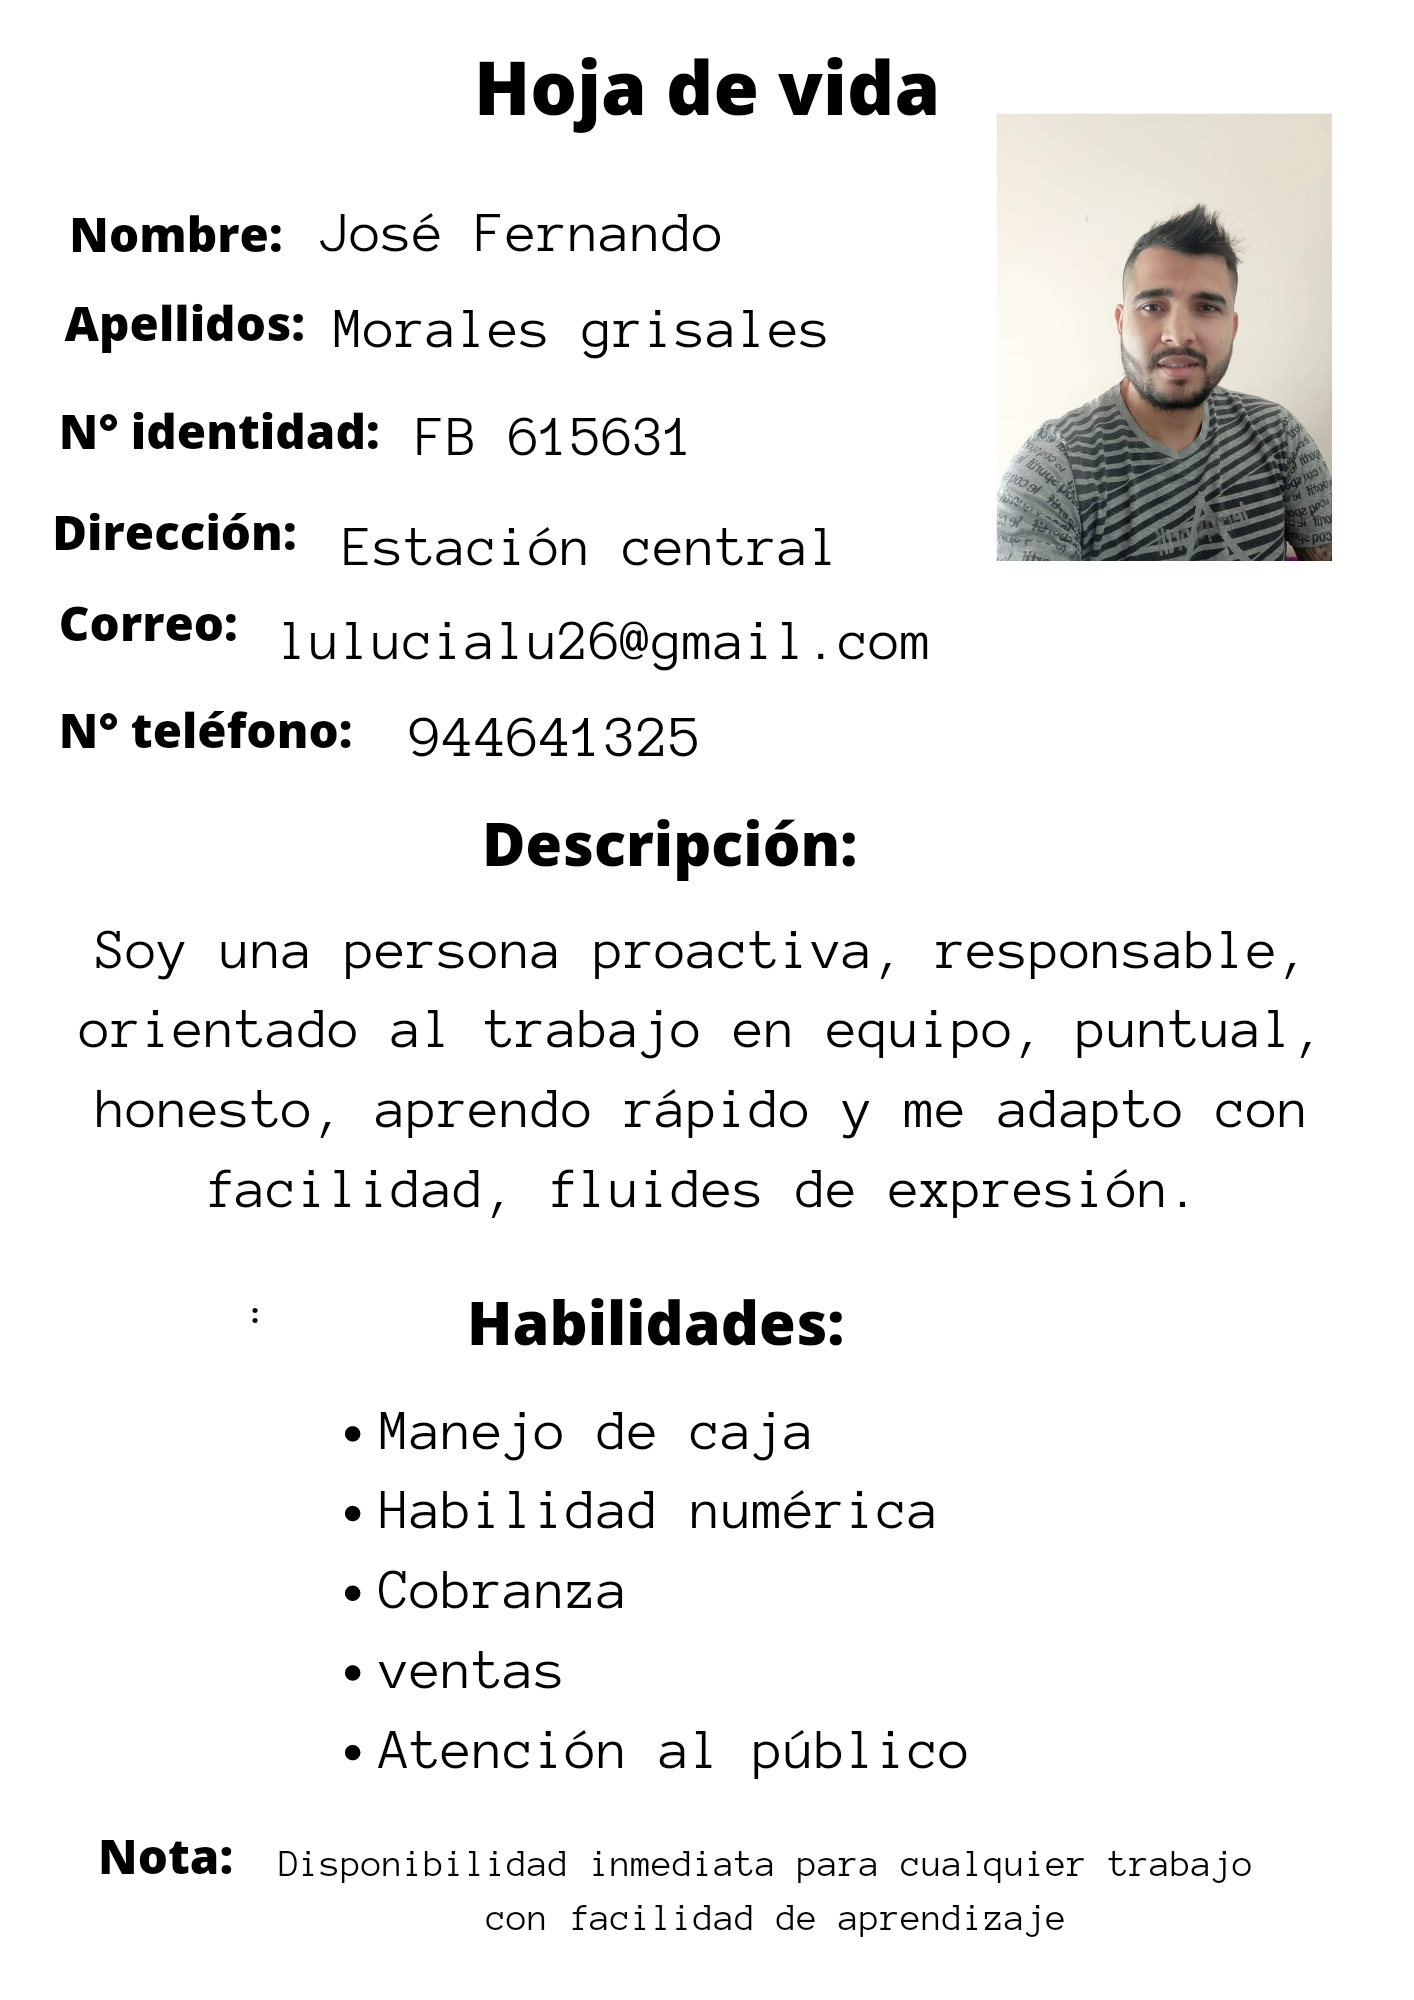 Hoja de vida
Nombre: José Fernando
Apellidos: Morales grisales
N° identidad: FB 615631
Dirección: Estación central
Correo: lulucialu26@gmail.com
N° teléfono: 944641325
Descripción:
Soy una persona proactiva, responsable,
orientado al trabajo en equipo, puntual,
honesto, aprendo rápido y me adapto con
facilidad, fluides de expresión.
: Habilidades:
• Manejo de caja
• Habilidad numérica
• Cobranza
• ventas
• Atención al público
Nota: Disponibilidad inmediata para cualquier trabajo
con facilidad de aprendizaje